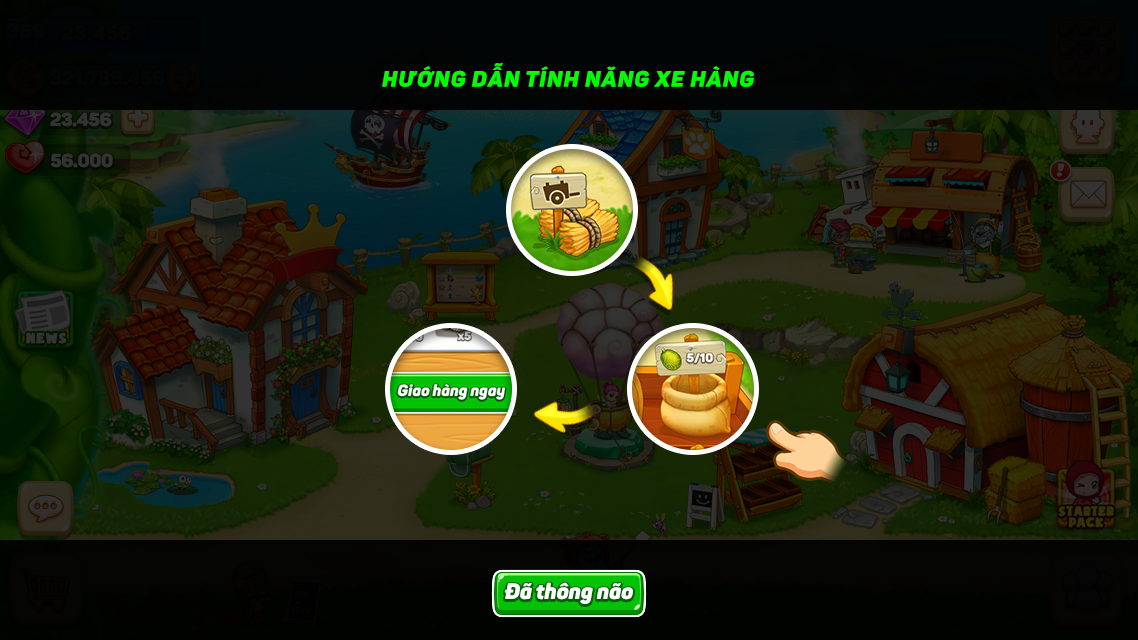 HƯỚNG DẪN TÍNH NĂNG XE HÀNG
23.456
56.000
NEWS
x5
Giao hàng ngay
5/10
STARTER
PACK
Đã thông não